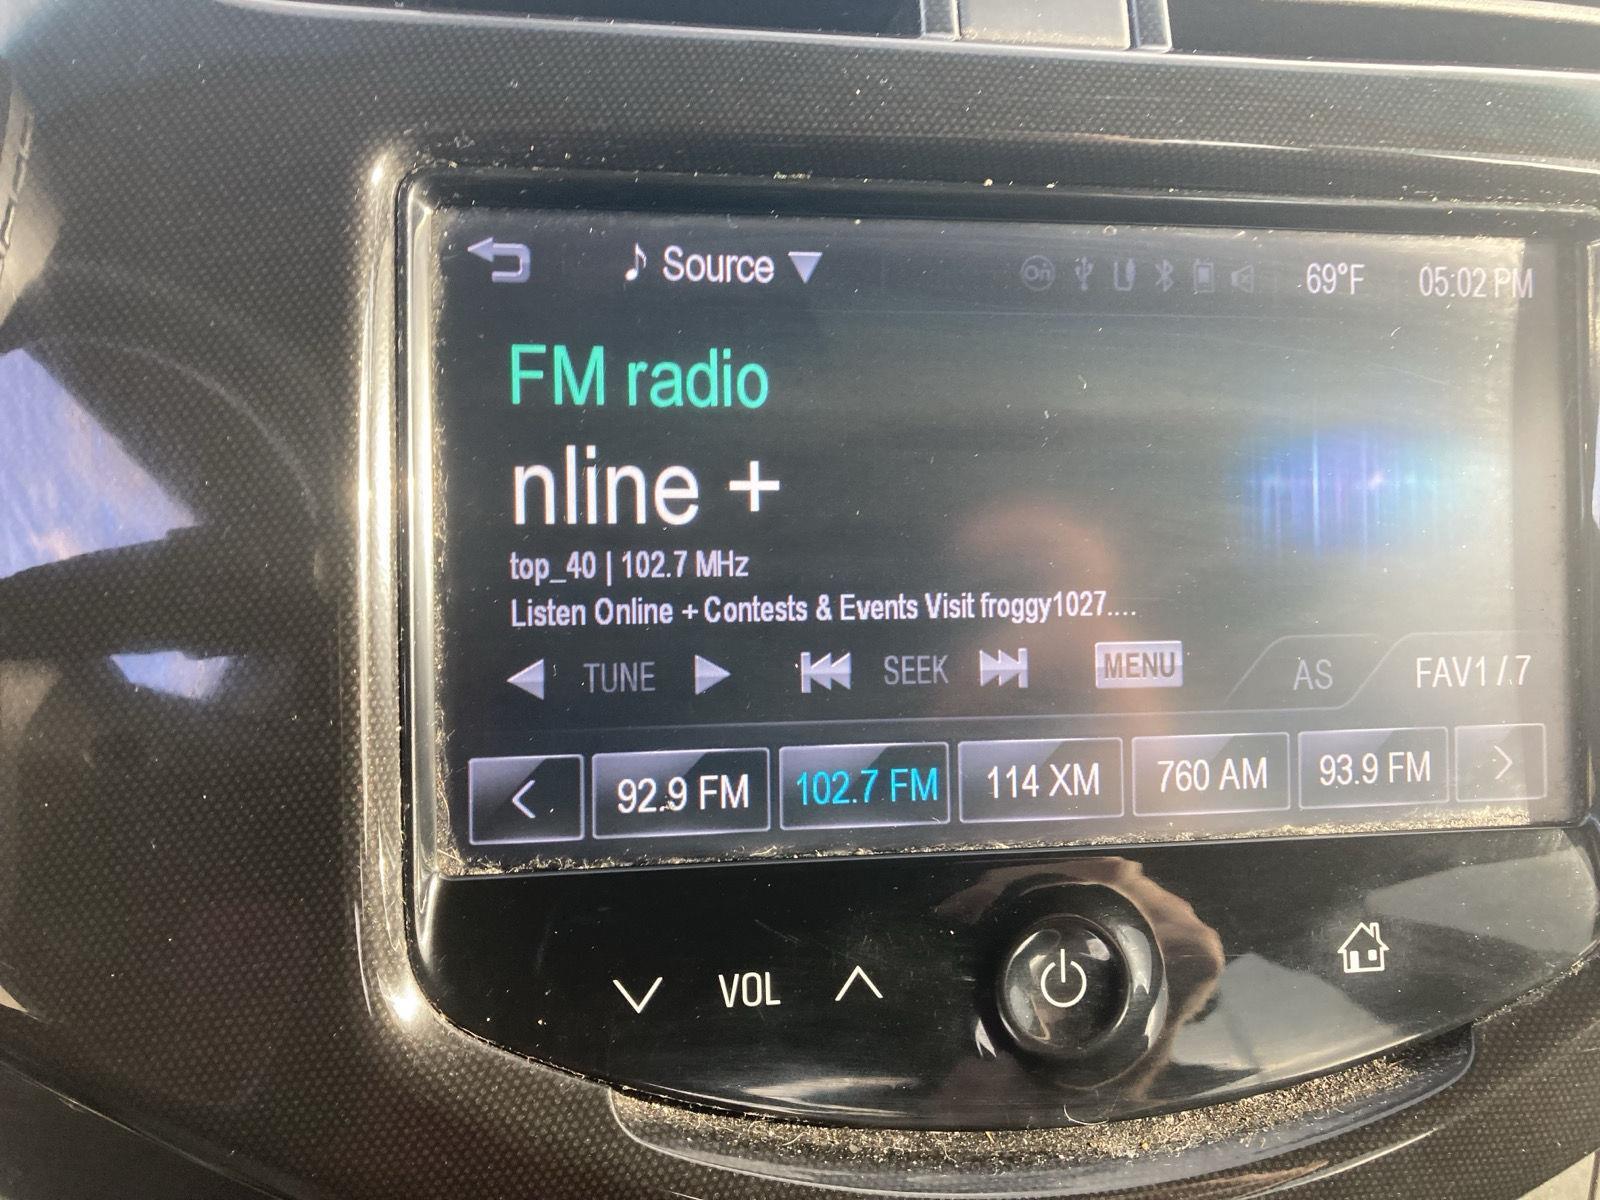 Source 69°F 05:02 PM
FM radio
nline +
top_40 | 102.7 MHz
Listen Online + Contests & Events Visit froggy1027....
TUNE SEEK MENU AS FAV1 / 7
92.9 FM 102.7 FM 114 XM 760 AM 93.9 FM
VOL